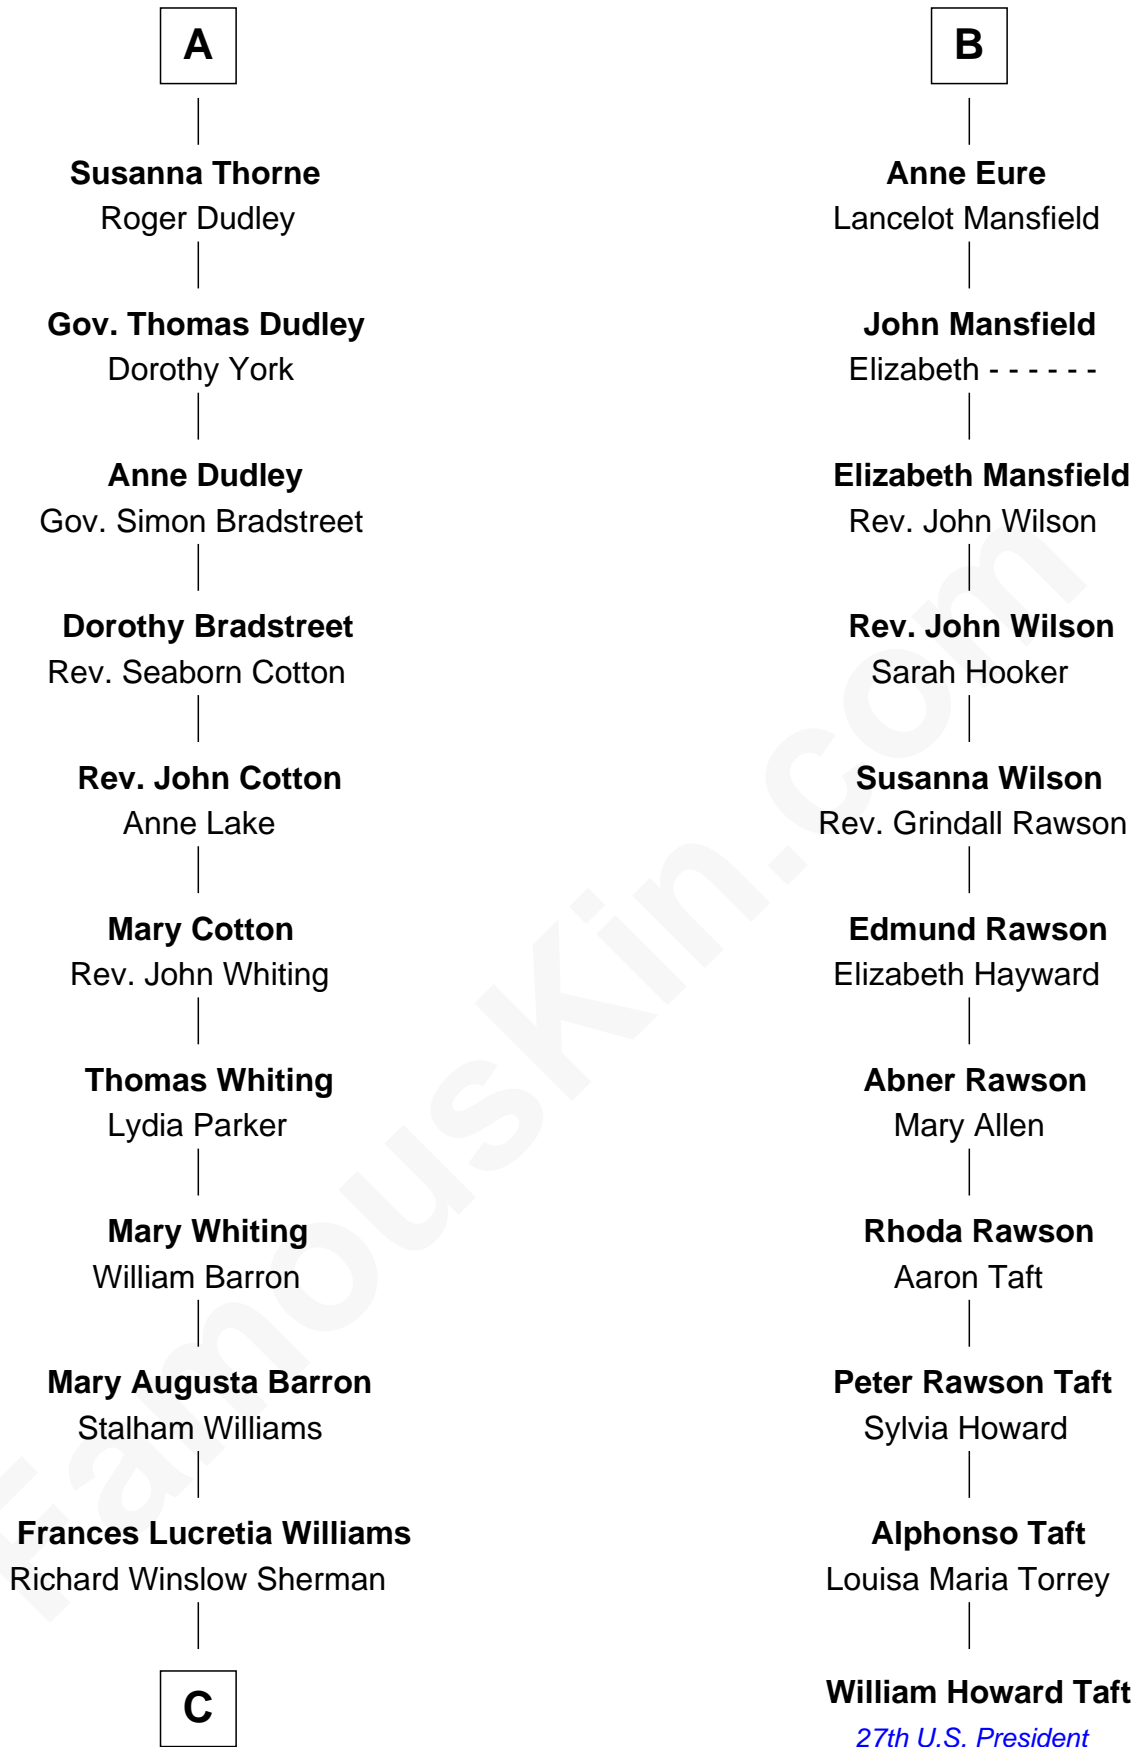 A
Susanna Thorne
Roger Dudley
Gov. Thomas Dudley
Dorothy York
Anne Dudley
Gov. Simon Bradstreet
Dorothy Bradstreet
Rev. Seaborn Cotton
Rev. John Cotton
Anne Lake
Mary Cotton
Rev. John Whiting
Thomas Whiting
Lydia Parker
Mary Whiting
William Barron
Mary Augusta Barron
Stalham Williams
Frances Lucretia Williams
Richard Winslow Sherman
C
B
Anne Eure
Lancelot Mansfield
John Mansfield
Elizabeth - - - - - -
Elizabeth Mansfield
Rev. John Wilson
Rev. John Wilson
Sarah Hooker
Susanna Wilson
Rev. Grindall Rawson
Edmund Rawson
Elizabeth Hayward
Abner Rawson
Mary Allen
Rhoda Rawson
Aaron Taft
Peter Rawson Taft
Sylvia Howard
Alphonso Taft
Louisa Maria Torrey
William Howard Taft
27th U.S. President
FamousKin.com